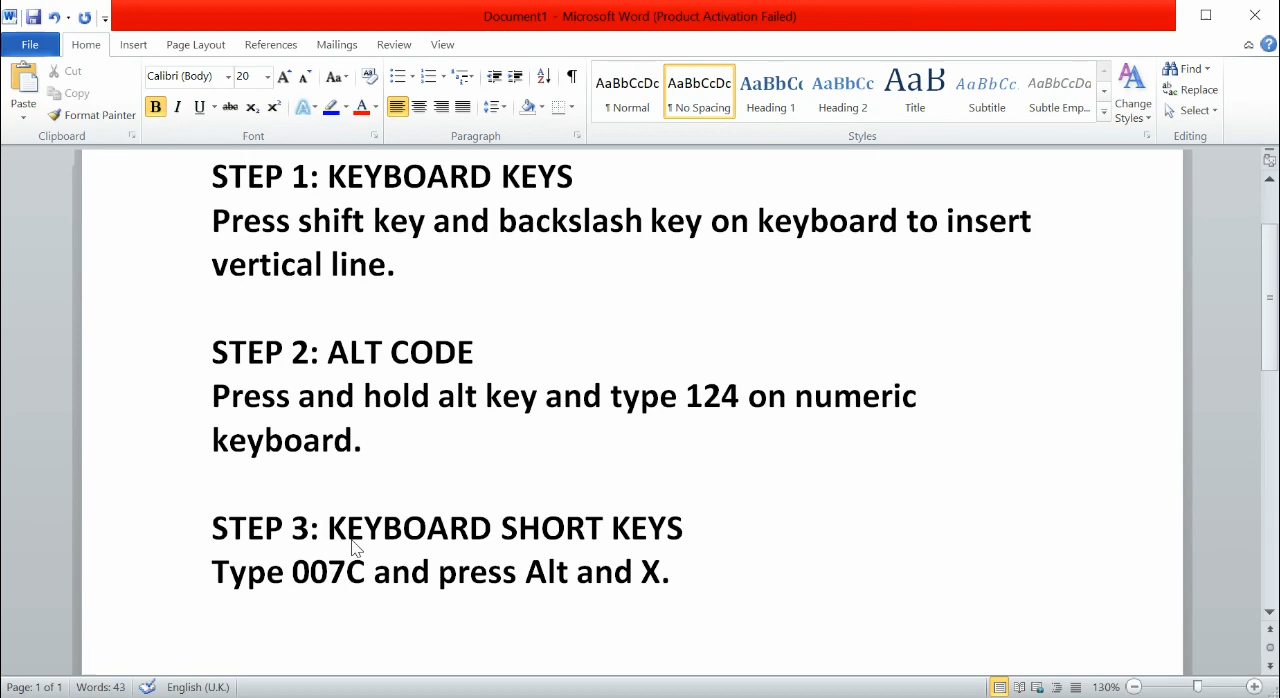 Document1 - Microsoft Word (Product Activation Failed)
File Home Insert Page Layout References Mailings Review View
Paste
Cut
Copy
Format Painter
Clipboard
Calibri (Body) 20
B I U abc X₂ X² A A
Font
Paragraph
AaBbCcDc AaBbCcDc AaBbCc AaBbCc AaB AaBbCc. AaBbCcDa
¶ Normal ¶ No Spacing Heading 1 Heading 2 Title Subtitle Subtle Emp...
Styles
Change
Styles
Find
Replace
Select
Editing
STEP 1: KEYBOARD KEYS
Press shift key and backslash key on keyboard to insert
vertical line.
STEP 2: ALT CODE
Press and hold alt key and type 124 on numeric
keyboard.
STEP 3: KEYBOARD SHORT KEYS
Type 007C and press Alt and X.
Page: 1 of 1 Words: 43 English (U.K.) 130%